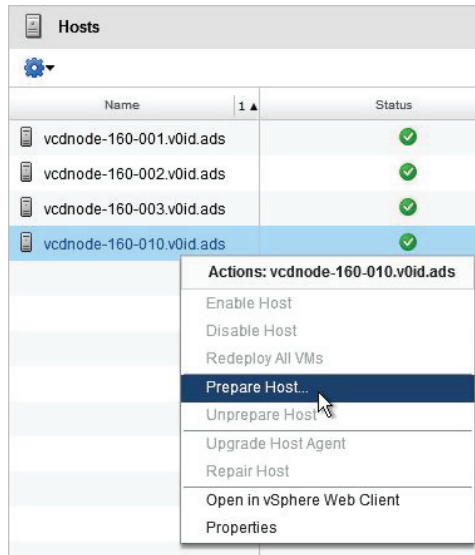 Hosts
Name 1 Status
vcdnode-160-001.v0id.ads
vcdnode-160-002.v0id.ads
vcdnode-160-003.v0id.ads
vcdnode-160-010.v0id.ads
Actions: vcdnode-160-010.v0id.ads
Enable Host
Disable Host
Redeploy All VMs
Prepare Host...
Unprepare Host
Upgrade Host Agent
Repair Host
Open in vSphere Web Client
Properties